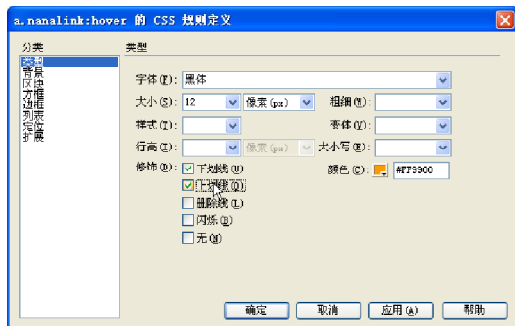 a.nanalink:hover 的 CSS 规则定义
分类
类型
类型
背景
区块
方框
边框
列表
定位
扩展
字体(F): 黑体
大小(S): 12 像素(px) 粗细(W):
样式(T): 变体(V):
行高(I): 像素(px) 大小写(E):
修饰(D): 下划线(U) 颜色(C): #FF9900
上划线(O)
删除线(L)
闪烁(B)
无(N)
确定 取消 应用(A) 帮助